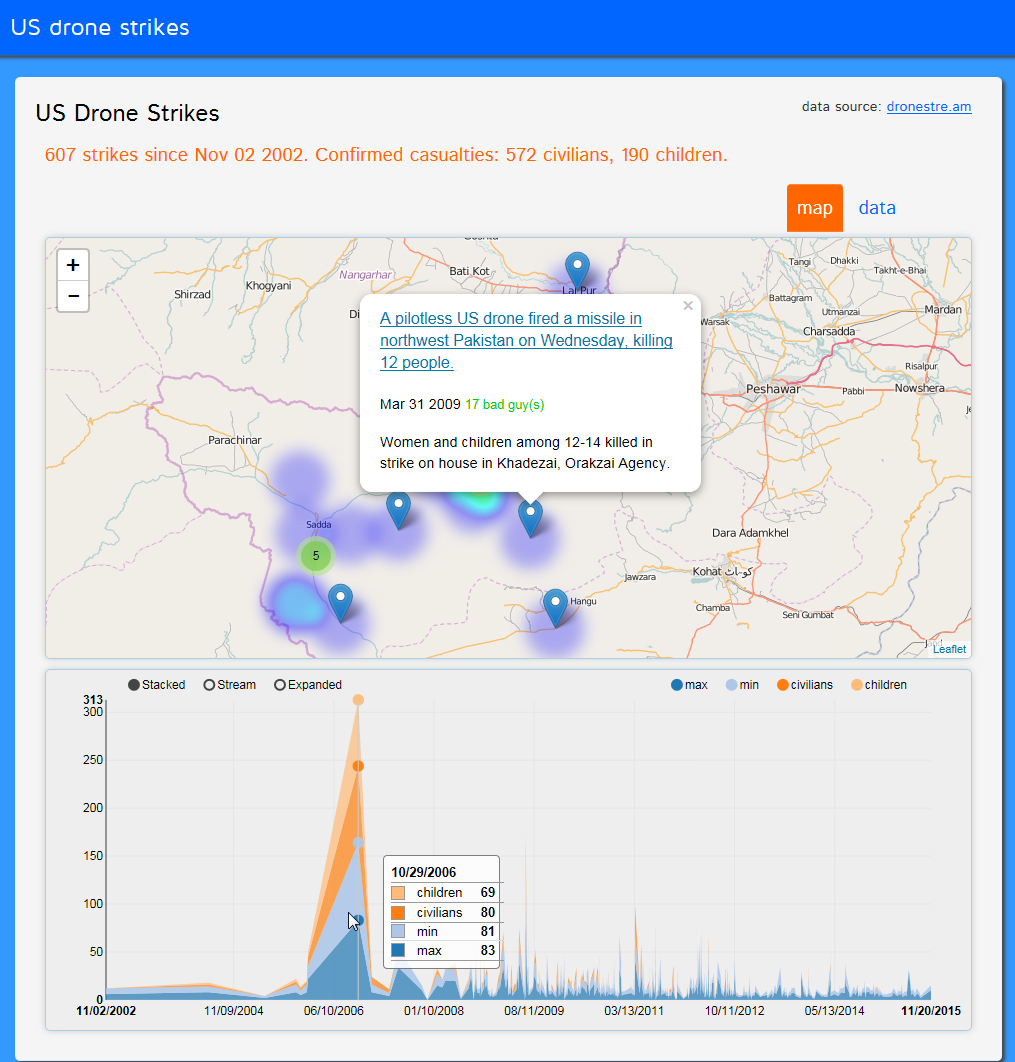 US drone strikes
US Drone Strikes
data source: dronestre.am
607 strikes since Nov 02 2002. Confirmed casualties: 572 civilians, 190 children.
map
data
+
−
Shirzad
Khogyani
Nangarhar
Bati Kot
Lal Pur
Tangi
Dhakki
Takht-e-Bhai
Battagram
Utmanzai
Mardan
Warsak
Charsadda
Risalpur
Peshawar
Pabbi
Nowshera
Parachinar
×
A pilotless US drone fired a missile in
northwest Pakistan on Wednesday, killing
12 people.
Mar 31 2009 17 bad guy(s)
Women and children among 12-14 killed in
strike on house in Khadezai, Orakzai Agency.
Sadda
5
Dara Adamkhel
Kohat کوہاٹ
Jawzara
Hangu
Chamba
Seni Gumbat
Leaflet
Stacked
Stream
Expanded
max
min
civilians
children
313
300
250
200
150
100
50
0
10/29/2006
children 69
civilians 80
min 81
max 83
11/02/2002
11/09/2004
06/10/2006
01/10/2008
08/11/2009
03/13/2011
10/11/2012
05/13/2014
11/20/2015